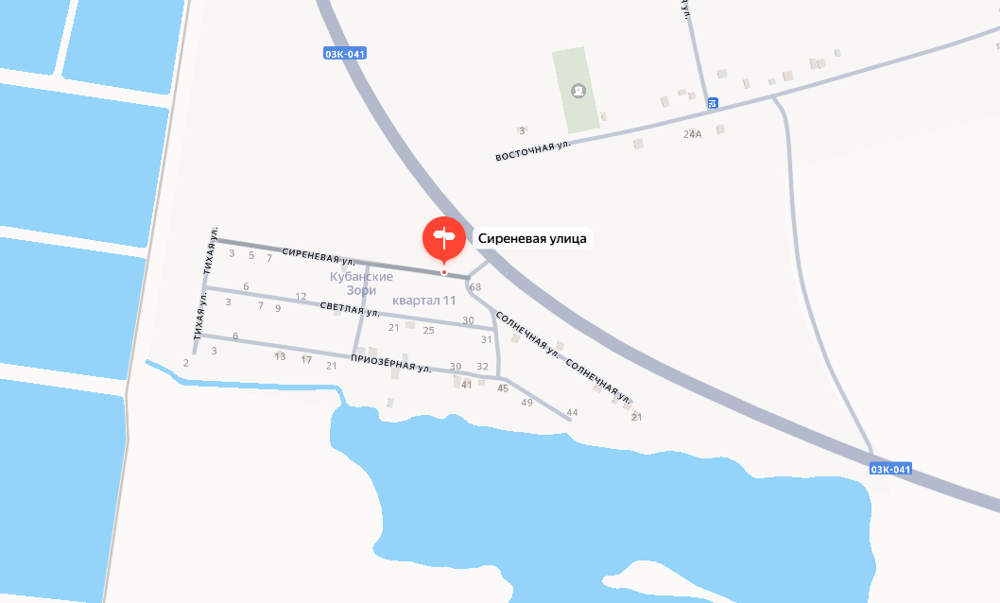 03К-041
3
ВОСТОЧНАЯ ул.
24А
Сиреневая улица
ТИХАЯ ул.
3
5
7
СИРЕНЕВАЯ ул.
Кубанские
Зори
квартал 11
68
6
3
7
9
12
СВЕТЛАЯ ул.
21
25
30
31
СОЛНЕЧНАЯ ул.
СОЛНЕЧНАЯ ул.
21
ТИХАЯ ул.
6
3
2
13
17
21
ПРИОЗЁРНАЯ ул.
30
32
41
45
49
44
03К-041